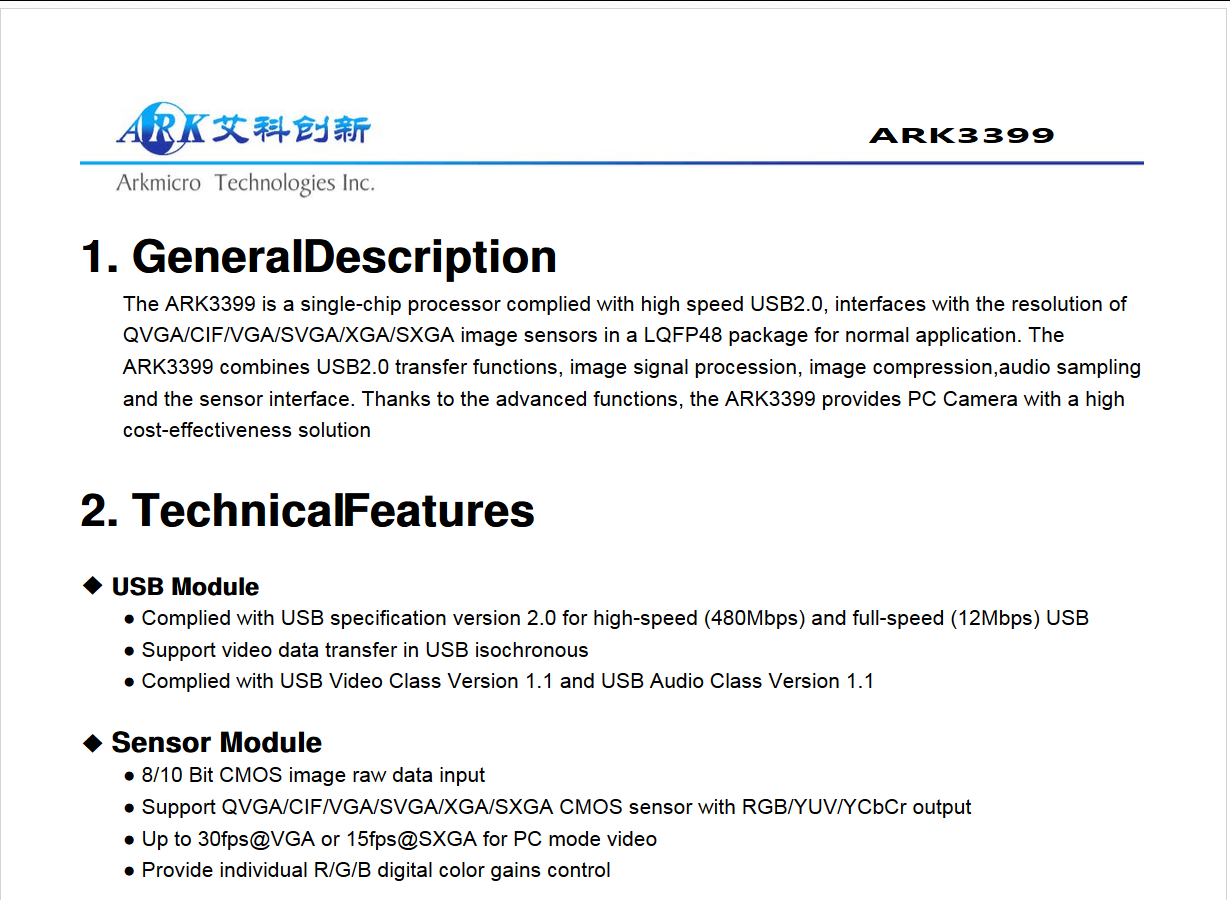 ARK艾科创新
ARK3399
Arkmicro Technologies Inc.
1. GeneralDescription
The ARK3399 is a single-chip processor complied with high speed USB2.0, interfaces with the resolution of
QVGA/CIF/VGA/SVGA/XGA/SXGA image sensors in a LQFP48 package for normal application. The
ARK3399 combines USB2.0 transfer functions, image signal procession, image compression,audio sampling
and the sensor interface. Thanks to the advanced functions, the ARK3399 provides PC Camera with a high
cost-effectiveness solution
2. TechnicalFeatures
◆ USB Module
● Complied with USB specification version 2.0 for high-speed (480Mbps) and full-speed (12Mbps) USB
● Support video data transfer in USB isochronous
● Complied with USB Video Class Version 1.1 and USB Audio Class Version 1.1
◆ Sensor Module
● 8/10 Bit CMOS image raw data input
● Support QVGA/CIF/VGA/SVGA/XGA/SXGA CMOS sensor with RGB/YUV/YCbCr output
● Up to 30fps@VGA or 15fps@SXGA for PC mode video
● Provide individual R/G/B digital color gains control